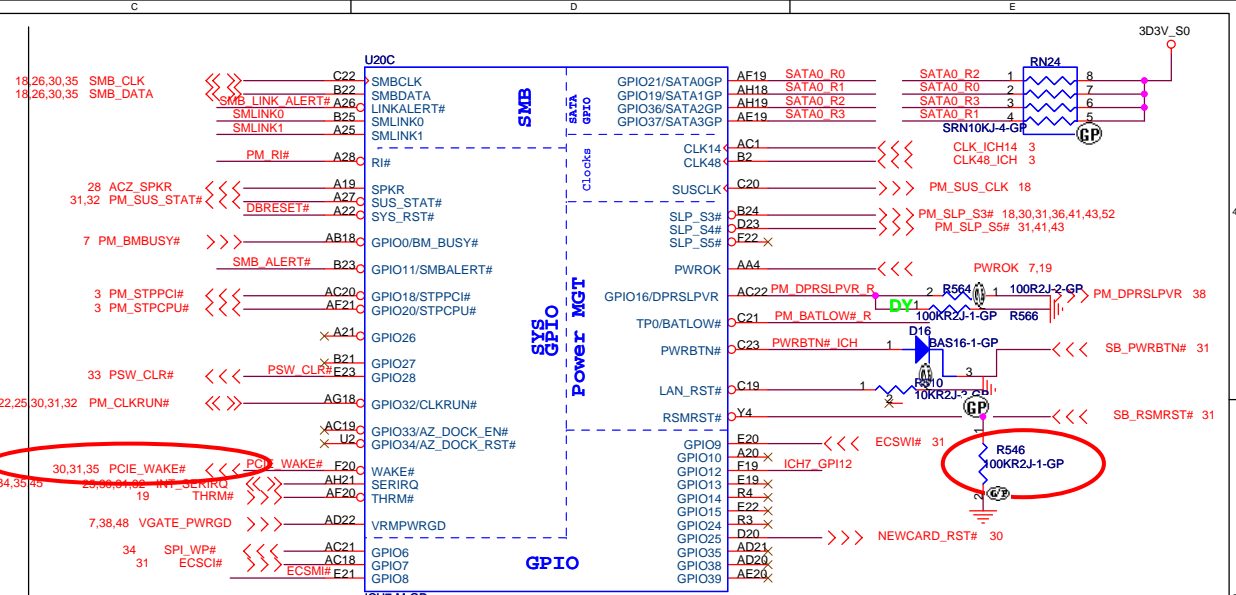 C D E
3D3V_S0
U20C
RN24
18,26,30,35 SMB_CLK C22 SMBCLK GPIO21/SATA0GP AF19 SATA0_R0 SATA0_R2 1 8
18,26,30,35 SMB_DATA B22 SMBDATA GPIO19/SATA1GP AH18 SATA0_R1 SATA0_R0 2 7
SMB_LINK_ALERT# A26 LINKALERT# GPIO36/SATA2GP AH19 SATA0_R2 SATA0_R3 3 6
SMLINK0 B25 SMLINK0 GPIO37/SATA3GP AE19 SATA0_R3 SATA0_R1 4 5
SMLINK1 A25 SMLINK1
SMB
SATA GPIO
SRN10KJ-4-GP
GP
CLK14 AC1 CLK_ICH14 3
PM_RI# A28 RI# CLK48 B2 CLK48_ICH 3
Clocks
28 ACZ_SPKR A19 SPKR SUSCLK C20 PM_SUS_CLK 18
31,32 PM_SUS_STAT# A27 SUS_STAT#
DBRESET# A22 SYS_RST# SLP_S3# B24 PM_SLP_S3# 18,30,31,36,41,43,52
SLP_S4# D23 PM_SLP_S5# 31,41,43
7 PM_BMBUSY# AB18 GPIO0/BM_BUSY# SLP_S5# F22
4
SMB_ALERT# B23 GPIO11/SMBALERT# PWROK AA4 PWROK 7,19
3 PM_STPPCI# AC20 GPIO18/STPPCI# GPIO16/DPRSLPVR AC22 PM_DPRSLPVR_R 2 R564 1 100R2J-2-GP PM_DPRSLPVR 38
3 PM_STPCPU# AF21 GPIO20/STPCPU# DY 1 100KR2J-1-GP R566
TP0/BATLOW# C21 PM_BATLOW#_R
A21 GPIO26
SYS GPIO
Power MGT
D16
PWRBTN# C23 PWRBTN#_ICH 1 BAS16-1-GP SB_PWRBTN# 31
B21 GPIO27
33 PSW_CLR# PSW_CLR# E23 GPIO28 3
LAN_RST# C19 1 10KR2J-3-GP
2
22,25,30,31,32 PM_CLKRUN# AG18 GPIO32/CLKRUN# GP
RSMRST# Y4 SB_RSMRST# 31
AC19 GPIO33/AZ_DOCK_EN# 1
U2 GPIO34/AZ_DOCK_RST# GPIO9 E20 ECSWI# 31
R546
GPIO10 A20
30,31,35 PCIE_WAKE# PCIE_WAKE# F20 WAKE# GPIO12 F19 ICH7_GPI12 100KR2J-1-GP
INT_SERIRQ AH21 SERIRQ GPIO13 E19
19 THRM# AF20 THRM# GPIO14 R4 2
GPIO15 E22
7,38,48 VGATE_PWRGD AD22 VRMPWRGD GPIO24 R3
GPIO25 D20 NEWCARD_RST# 30
34 SPI_WP# AC21 GPIO6 GPIO35 AD21
31 ECSCI# AC18 GPIO7 GPIO38 AD20
ECSMI# E21 GPIO8 GPIO39 AE20
GPIO